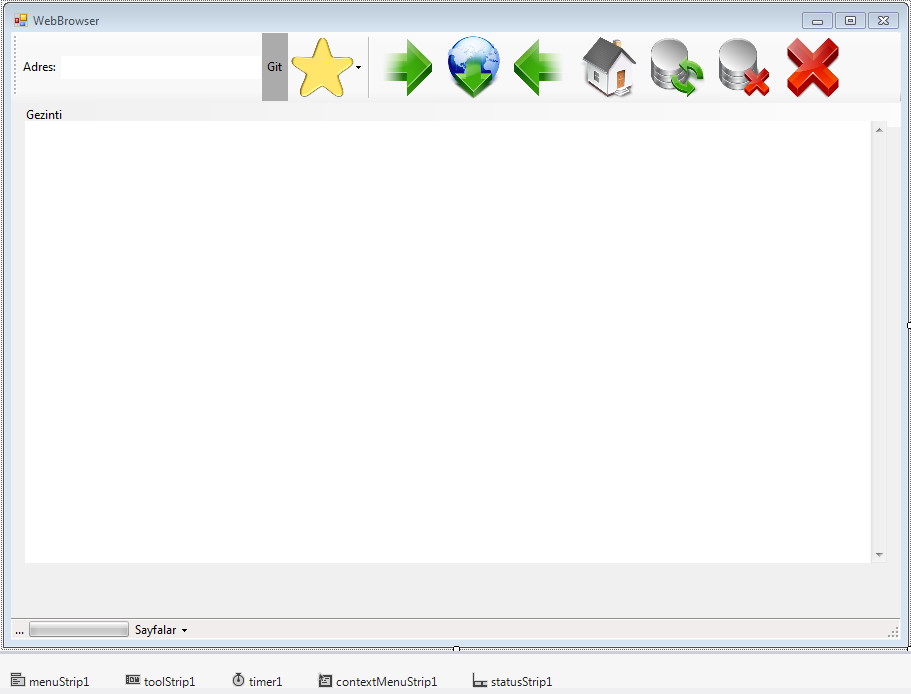 WebBrowser
Adres: Git
Gezinti
... Sayfalar
menuStrip1 toolStrip1 timer1 contextMenuStrip1 statusStrip1